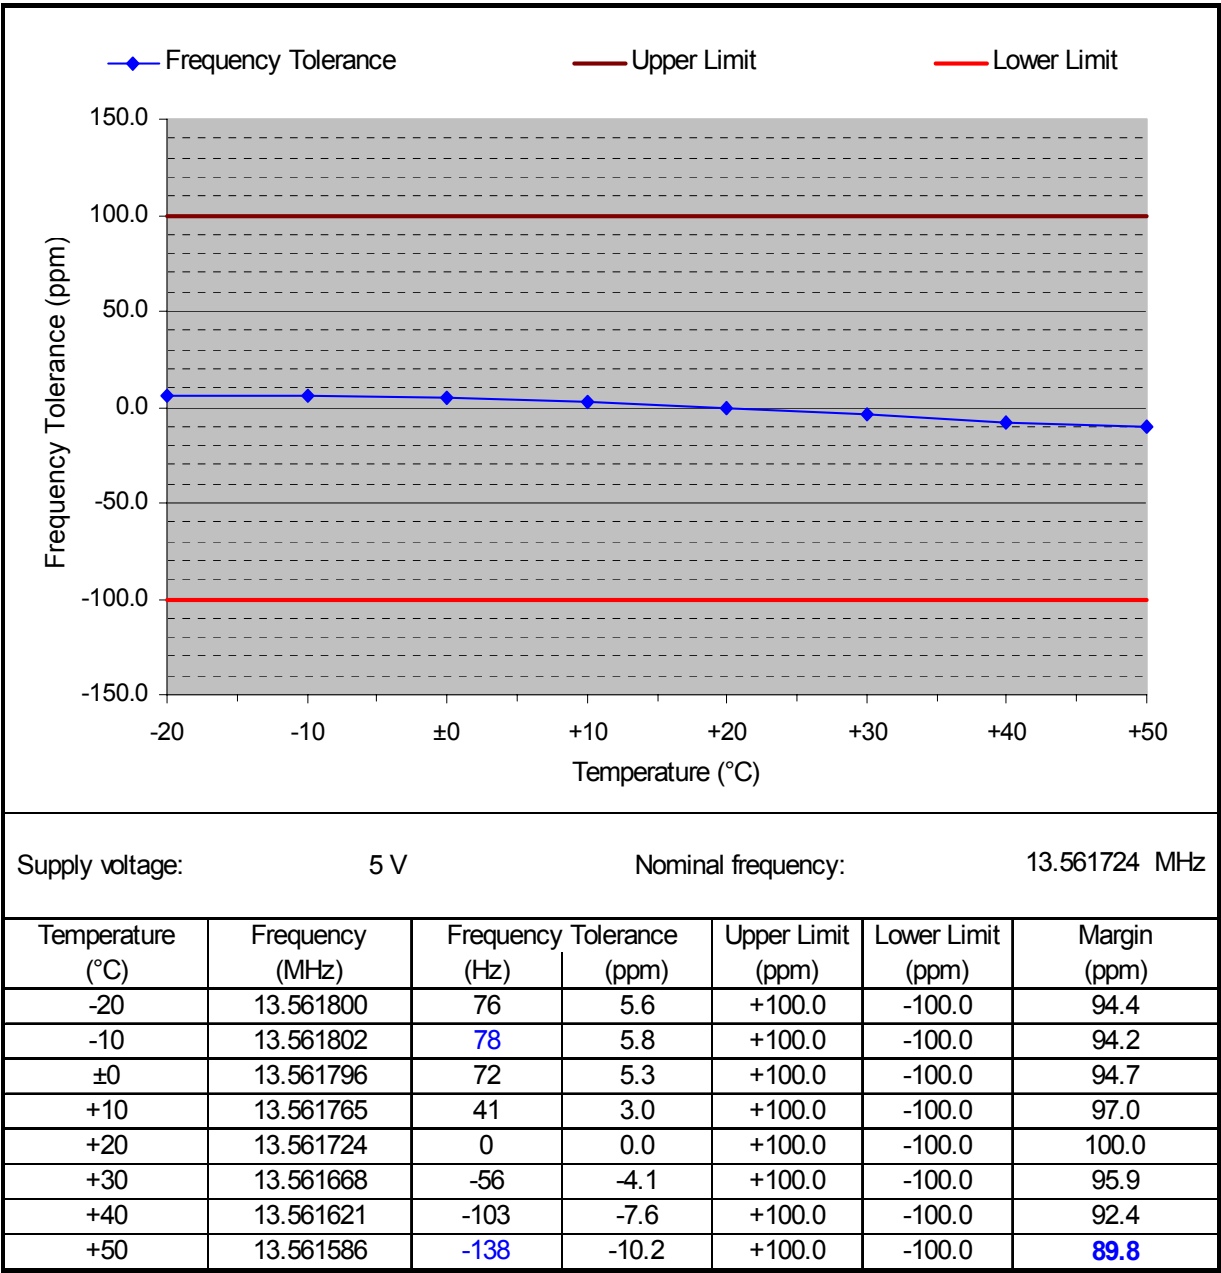 Frequency Tolerance Upper Limit Lower Limit
150.0
100.0
50.0
0.0
-50.0
-100.0
-150.0
Frequency Tolerance (ppm)
-20 -10 ±0 +10 +20 +30 +40 +50
Temperature (°C)
Supply voltage: 5 V Nominal frequency: 13.561724 MHz
Temperature Frequency Frequency Tolerance Upper Limit Lower Limit Margin
(°C) (MHz) (Hz) (ppm) (ppm) (ppm) (ppm)
-20 13.561800 76 5.6 +100.0 -100.0 94.4
-10 13.561802 78 5.8 +100.0 -100.0 94.2
±0 13.561796 72 5.3 +100.0 -100.0 94.7
+10 13.561765 41 3.0 +100.0 -100.0 97.0
+20 13.561724 0 0.0 +100.0 -100.0 100.0
+30 13.561668 -56 -4.1 +100.0 -100.0 95.9
+40 13.561621 -103 -7.6 +100.0 -100.0 92.4
+50 13.561586 -138 -10.2 +100.0 -100.0 89.8